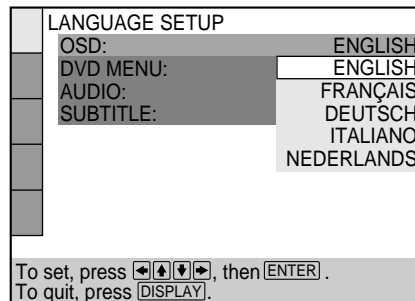 LANGUAGE SETUP
OSD: ENGLISH
DVD MENU: ENGLISH
AUDIO: FRANÇAIS
SUBTITLE: DEUTSCH
ITALIANO
NEDERLANDS
To set, press , then ENTER .
To quit, press DISPLAY.